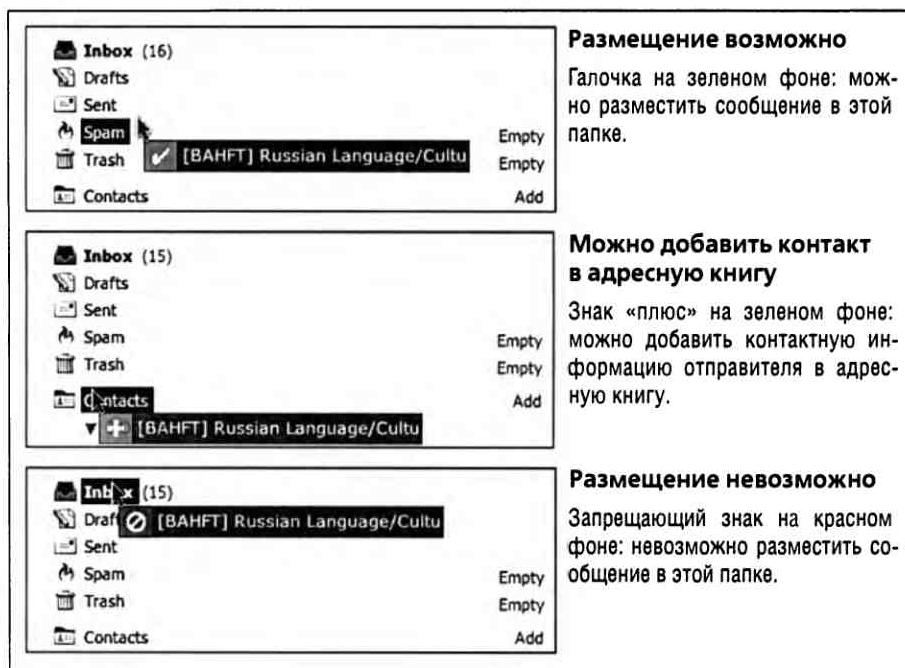 Inbox (16)
Drafts
Sent
Spam Empty
[BAHFT] Russian Language/Cultu
Trash Empty
Contacts Add
Размещение возможно
Галочка на зеленом фоне: мож-
но разместить сообщение в этой
папке.
Inbox (15)
Drafts
Sent
Spam Empty
Trash Empty
Contacts Add
[BAHFT] Russian Language/Cultu
Можно добавить контакт
в адресную книгу
Знак «плюс» на зеленом фоне:
можно добавить контактную ин-
формацию отправителя в адрес-
ную книгу.
Inbox (15)
Draf [BAHFT] Russian Language/Cultu
Sent
Spam Empty
Trash Empty
Contacts Add
Размещение невозможно
Запрещающий знак на красном
фоне: невозможно разместить со-
общение в этой папке.